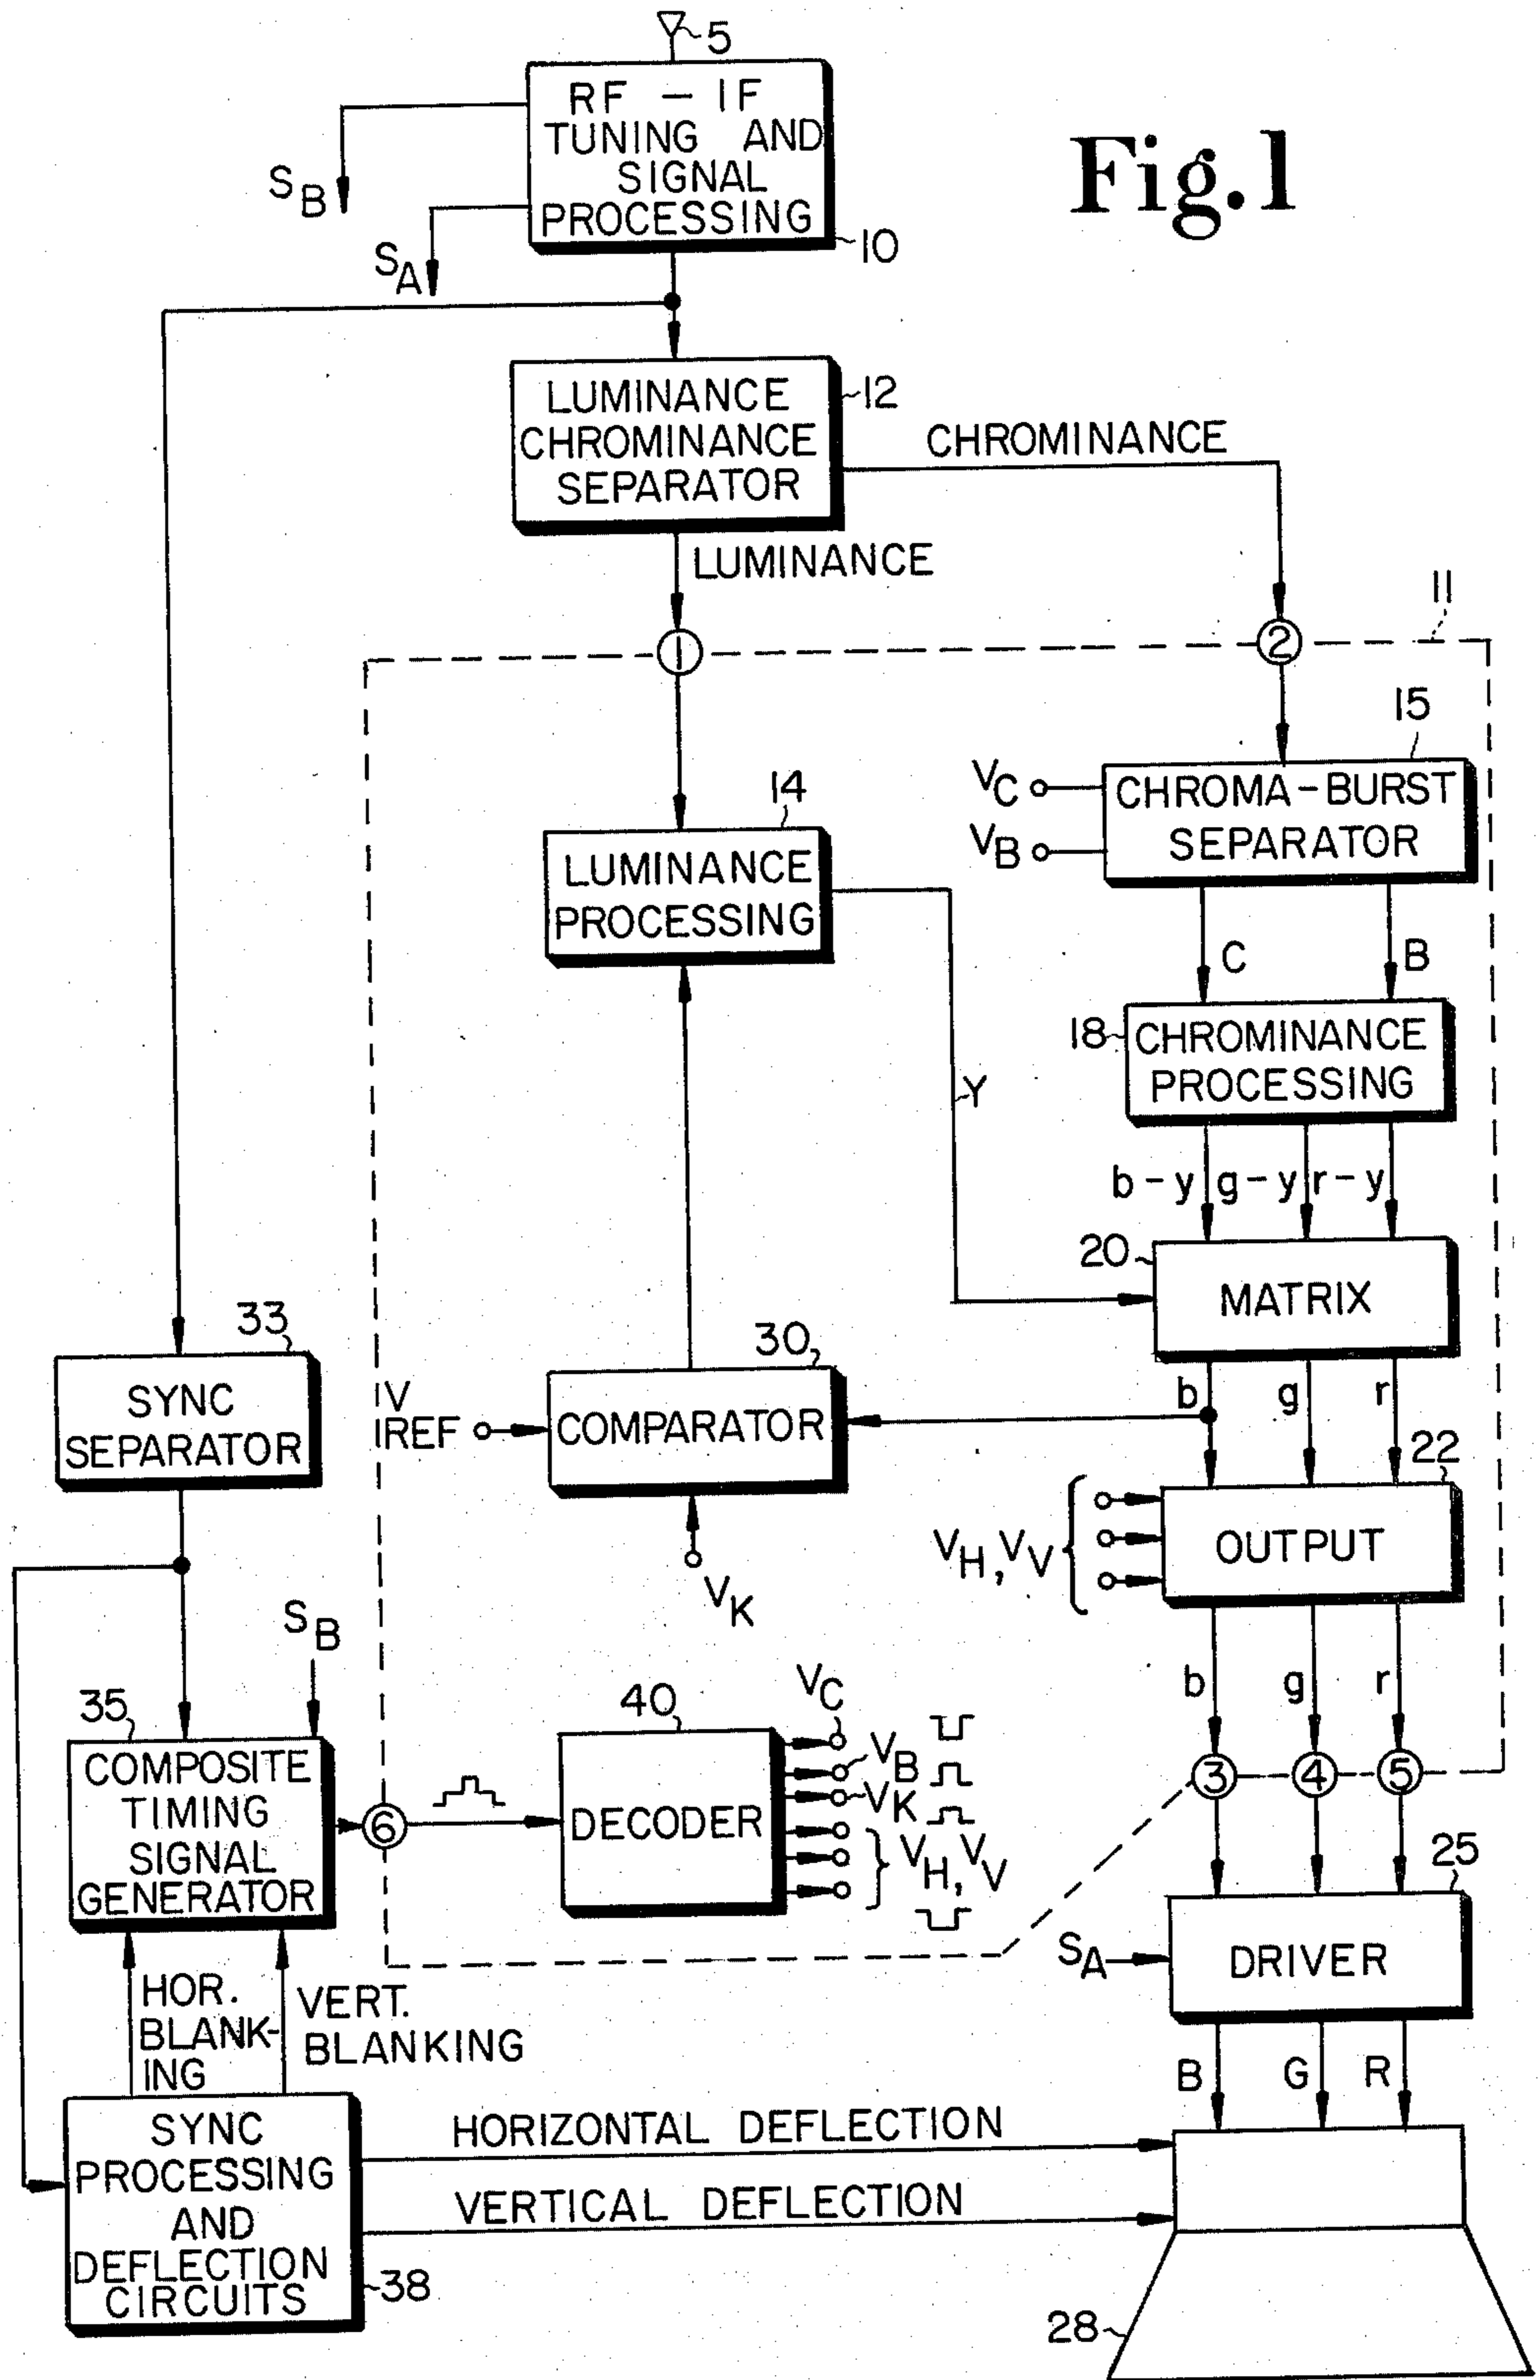 5
RF - IF
TUNING AND
SIGNAL
PROCESSING
10
SB
SA
Fig.1
LUMINANCE
CHROMINANCE
SEPARATOR
12
CHROMINANCE
LUMINANCE
1
2
11
15
VC
VB
CHROMA-BURST
SEPARATOR
14
LUMINANCE
PROCESSING
C
B
18
CHROMINANCE
PROCESSING
Y
b-y
g-y
r-y
20
MATRIX
33
SYNC
SEPARATOR
30
VREF
COMPARATOR
b
g
r
22
VK
VH, VV
OUTPUT
SB
35
COMPOSITE
TIMING
SIGNAL
GENERATOR
6
40
DECODER
VC
VB
VK
VH, VV
b
g
r
3
4
5
25
SA
DRIVER
HOR.
BLANK-
ING
VERT.
BLANKING
B
G
R
SYNC
PROCESSING
AND
DEFLECTION
CIRCUITS
38
HORIZONTAL DEFLECTION
VERTICAL DEFLECTION
28